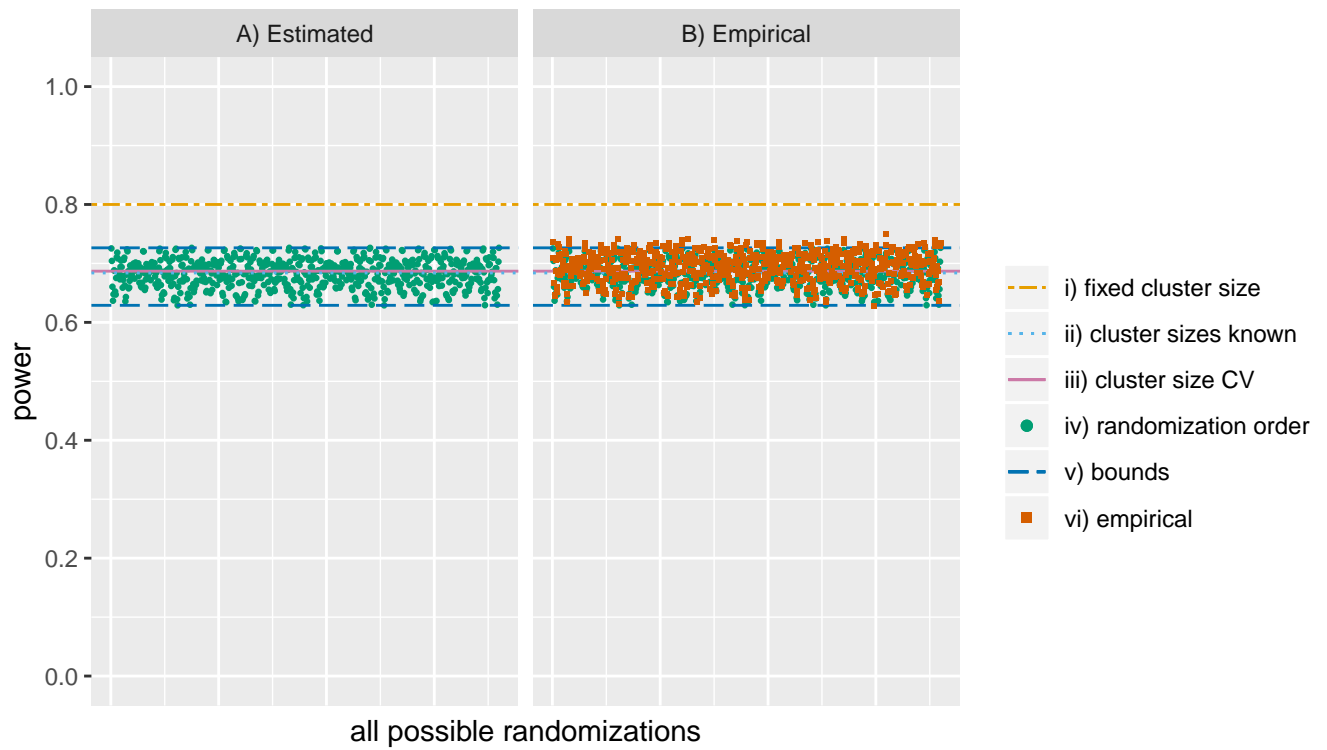 A) Estimated
B) Empirical
1.0
0.8
0.6
0.4
0.2
0.0
power
all possible randomizations
i) fixed cluster size
ii) cluster sizes known
iii) cluster size CV
iv) randomization order
v) bounds
vi) empirical